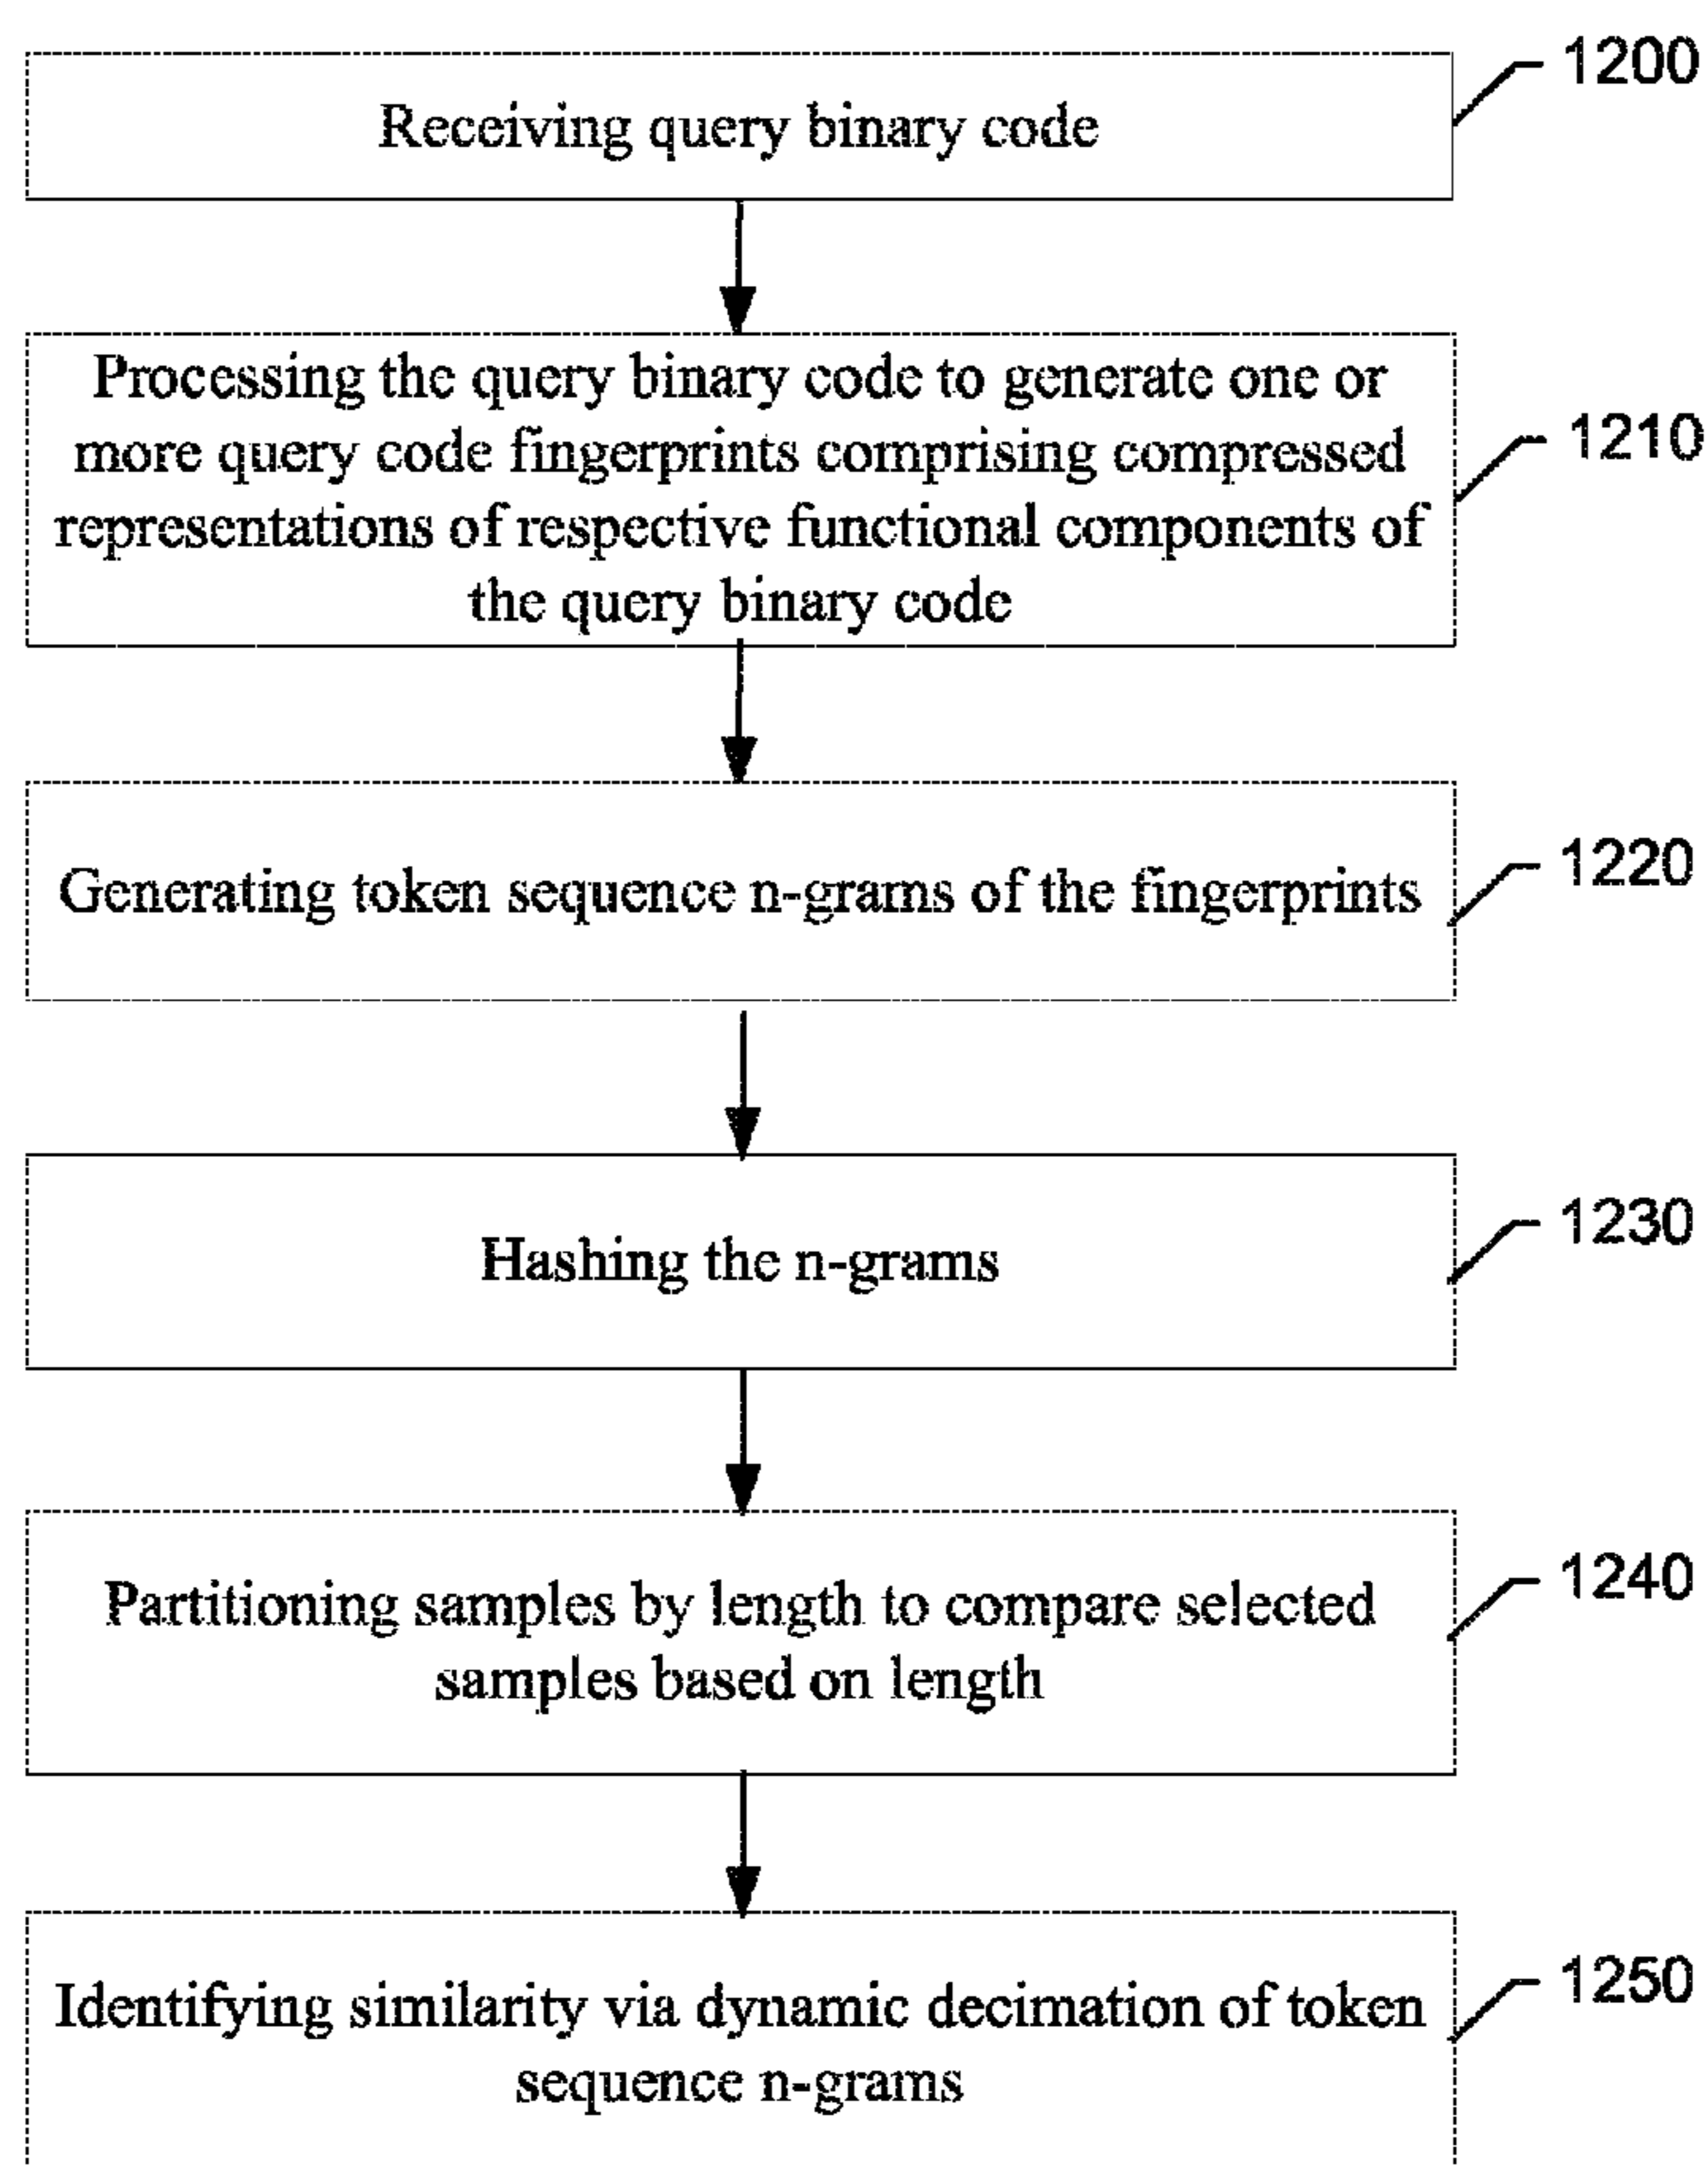 1200
Receiving query binary code
Processing the query binary code to generate one or
more query code fingerprints comprising compressed
representations of respective functional components of
the query binary code
1210
Generating token sequence n-grams of the fingerprints
1220
Hashing the n-grams
1230
Partitioning samples by length to compare selected
samples based on length
1240
Identifying similarity via dynamic decimation of token
sequence n-grams
1250